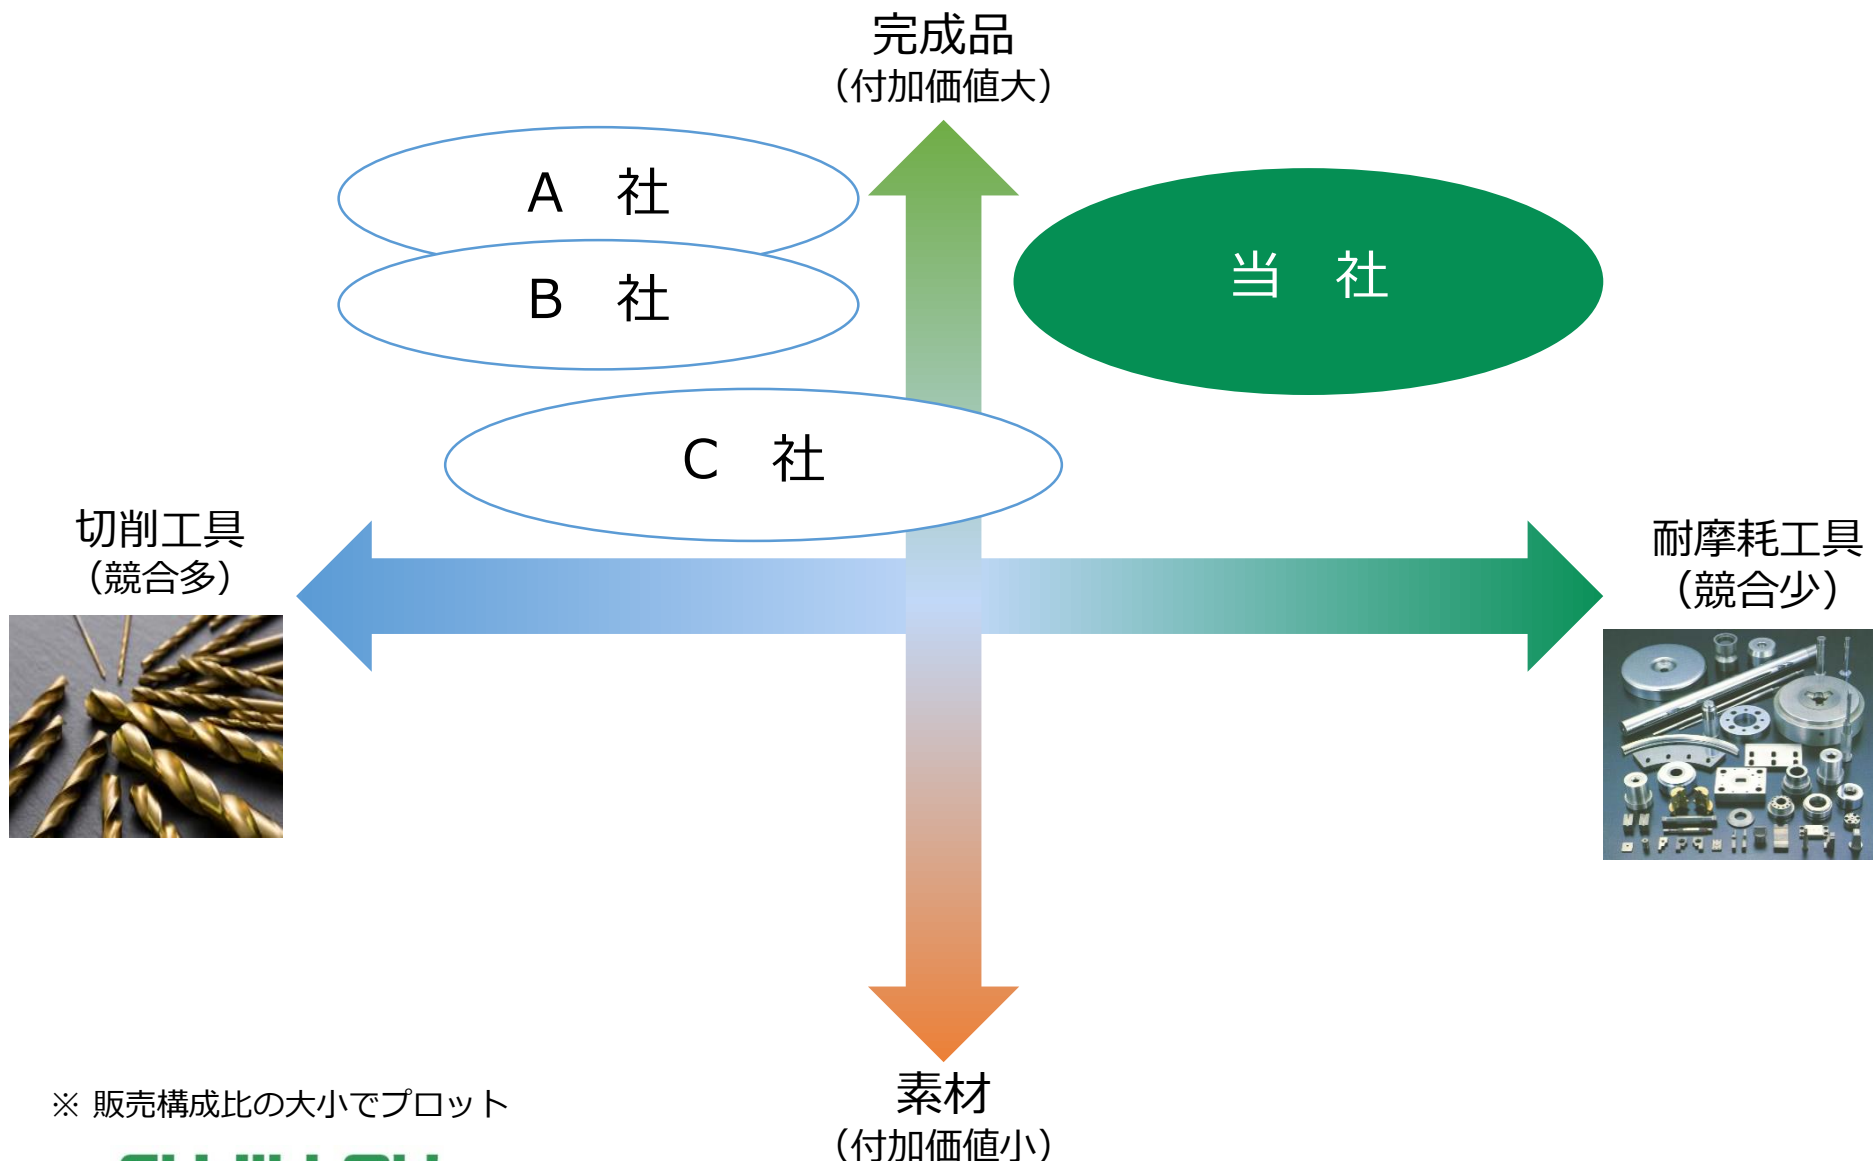 完成品
（付加価値大）
A　社
B　社
当　社
C　社
切削工具
（競合多）
耐摩耗工具
（競合少）
※ 販売構成比の大小でプロット
素材
（付加価値小）